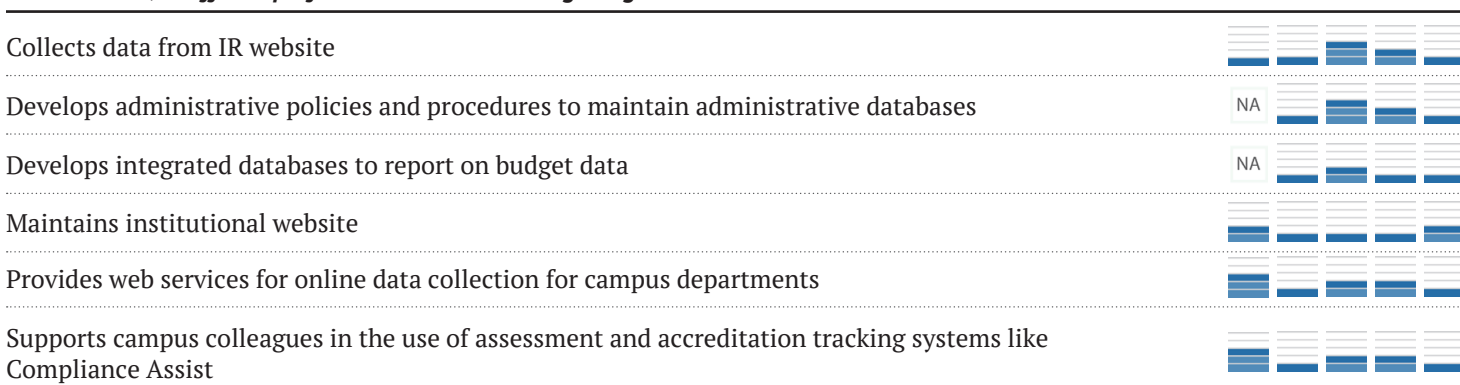 Collects data from IR website
Develops administrative policies and procedures to maintain administrative databases
NA
Develops integrated databases to report on budget data
NA
Maintains institutional website
Provides web services for online data collection for campus departments
Supports campus colleagues in the use of assessment and accreditation tracking systems like
Compliance Assist